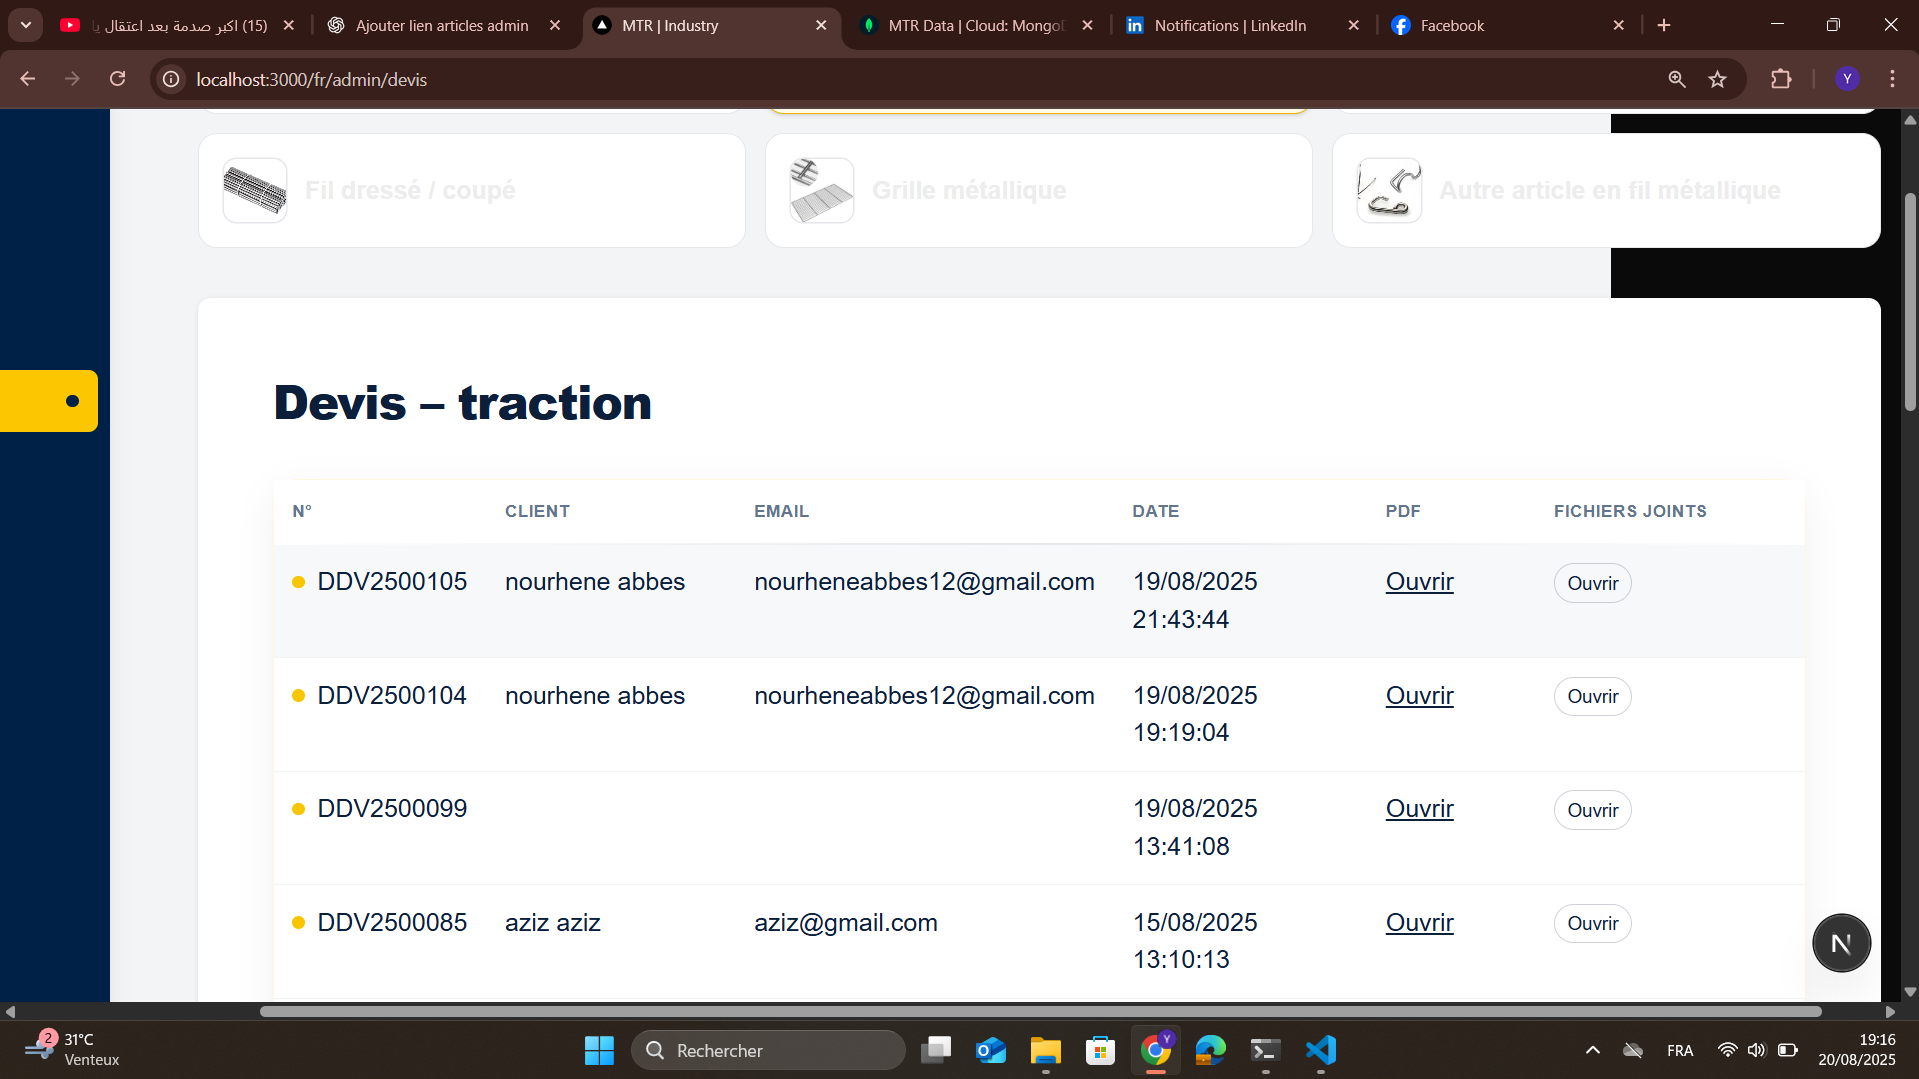 (15) اكبر صدمة بعد اعتقال يا
Ajouter lien articles admin
MTR | Industry
MTR Data | Cloud: MongoD
Notifications | LinkedIn
Facebook
localhost:3000/fr/admin/devis
Y
Fil dressé / coupé
Grille métallique
Autre article en fil métallique
Devis – traction
N° CLIENT EMAIL DATE PDF FICHIERS JOINTS
DDV2500105 nourhene abbes nourheneabbes12@gmail.com 19/08/2025 21:43:44 Ouvrir Ouvrir
DDV2500104 nourhene abbes nourheneabbes12@gmail.com 19/08/2025 19:19:04 Ouvrir Ouvrir
DDV2500099 19/08/2025 13:41:08 Ouvrir Ouvrir
DDV2500085 aziz aziz aziz@gmail.com 15/08/2025 13:10:13 Ouvrir Ouvrir
N
2
31°C
Venteux
Rechercher
Y
FRA
19:16
20/08/2025